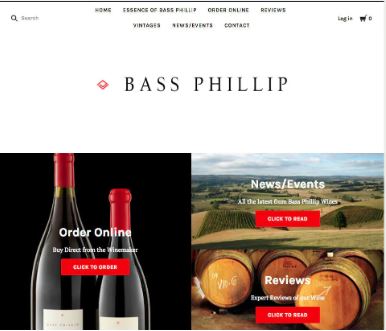 HOME ESSENCE OF BASS PHILLIP ORDER ONLINE REVIEWS
Search
Log in 0
VINTAGES NEWS/EVENTS CONTACT
BASS PHILLIP
Order Online
Buy Direct from the Winemaker
CLICK TO ORDER
BASS PHILLIP
News/Events
All the latest from Bass Phillip Wines
CLICK TO READ
Reviews
Expert Reviews of our Wine
CLICK TO READ